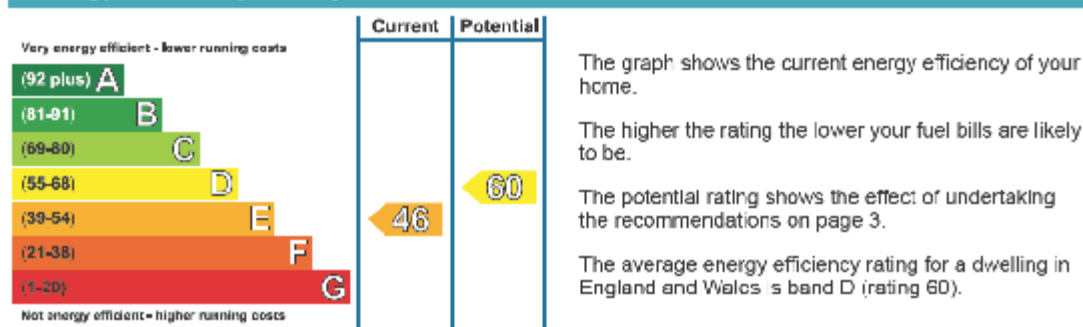 Current Potential
Very energy efficient - lower running costs
(92 plus) A
(81-91) B
(69-80) C
(55-68) D
(39-54) E
(21-38) F
(1-20) G
Not energy efficient - higher running costs
46
60
The graph shows the current energy efficiency of your
home.
The higher the rating the lower your fuel bills are likely
to be.
The potential rating shows the effect of undertaking
the recommendations on page 3.
The average energy efficiency rating for a dwelling in
England and Wales is band D (rating 60).